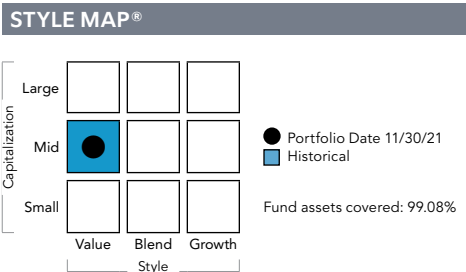 STYLE MAP®
Capitalization
Large
Mid
Small
Value Blend Growth
Style
Portfolio Date 11/30/21
Historical
Fund assets covered: 99.08%